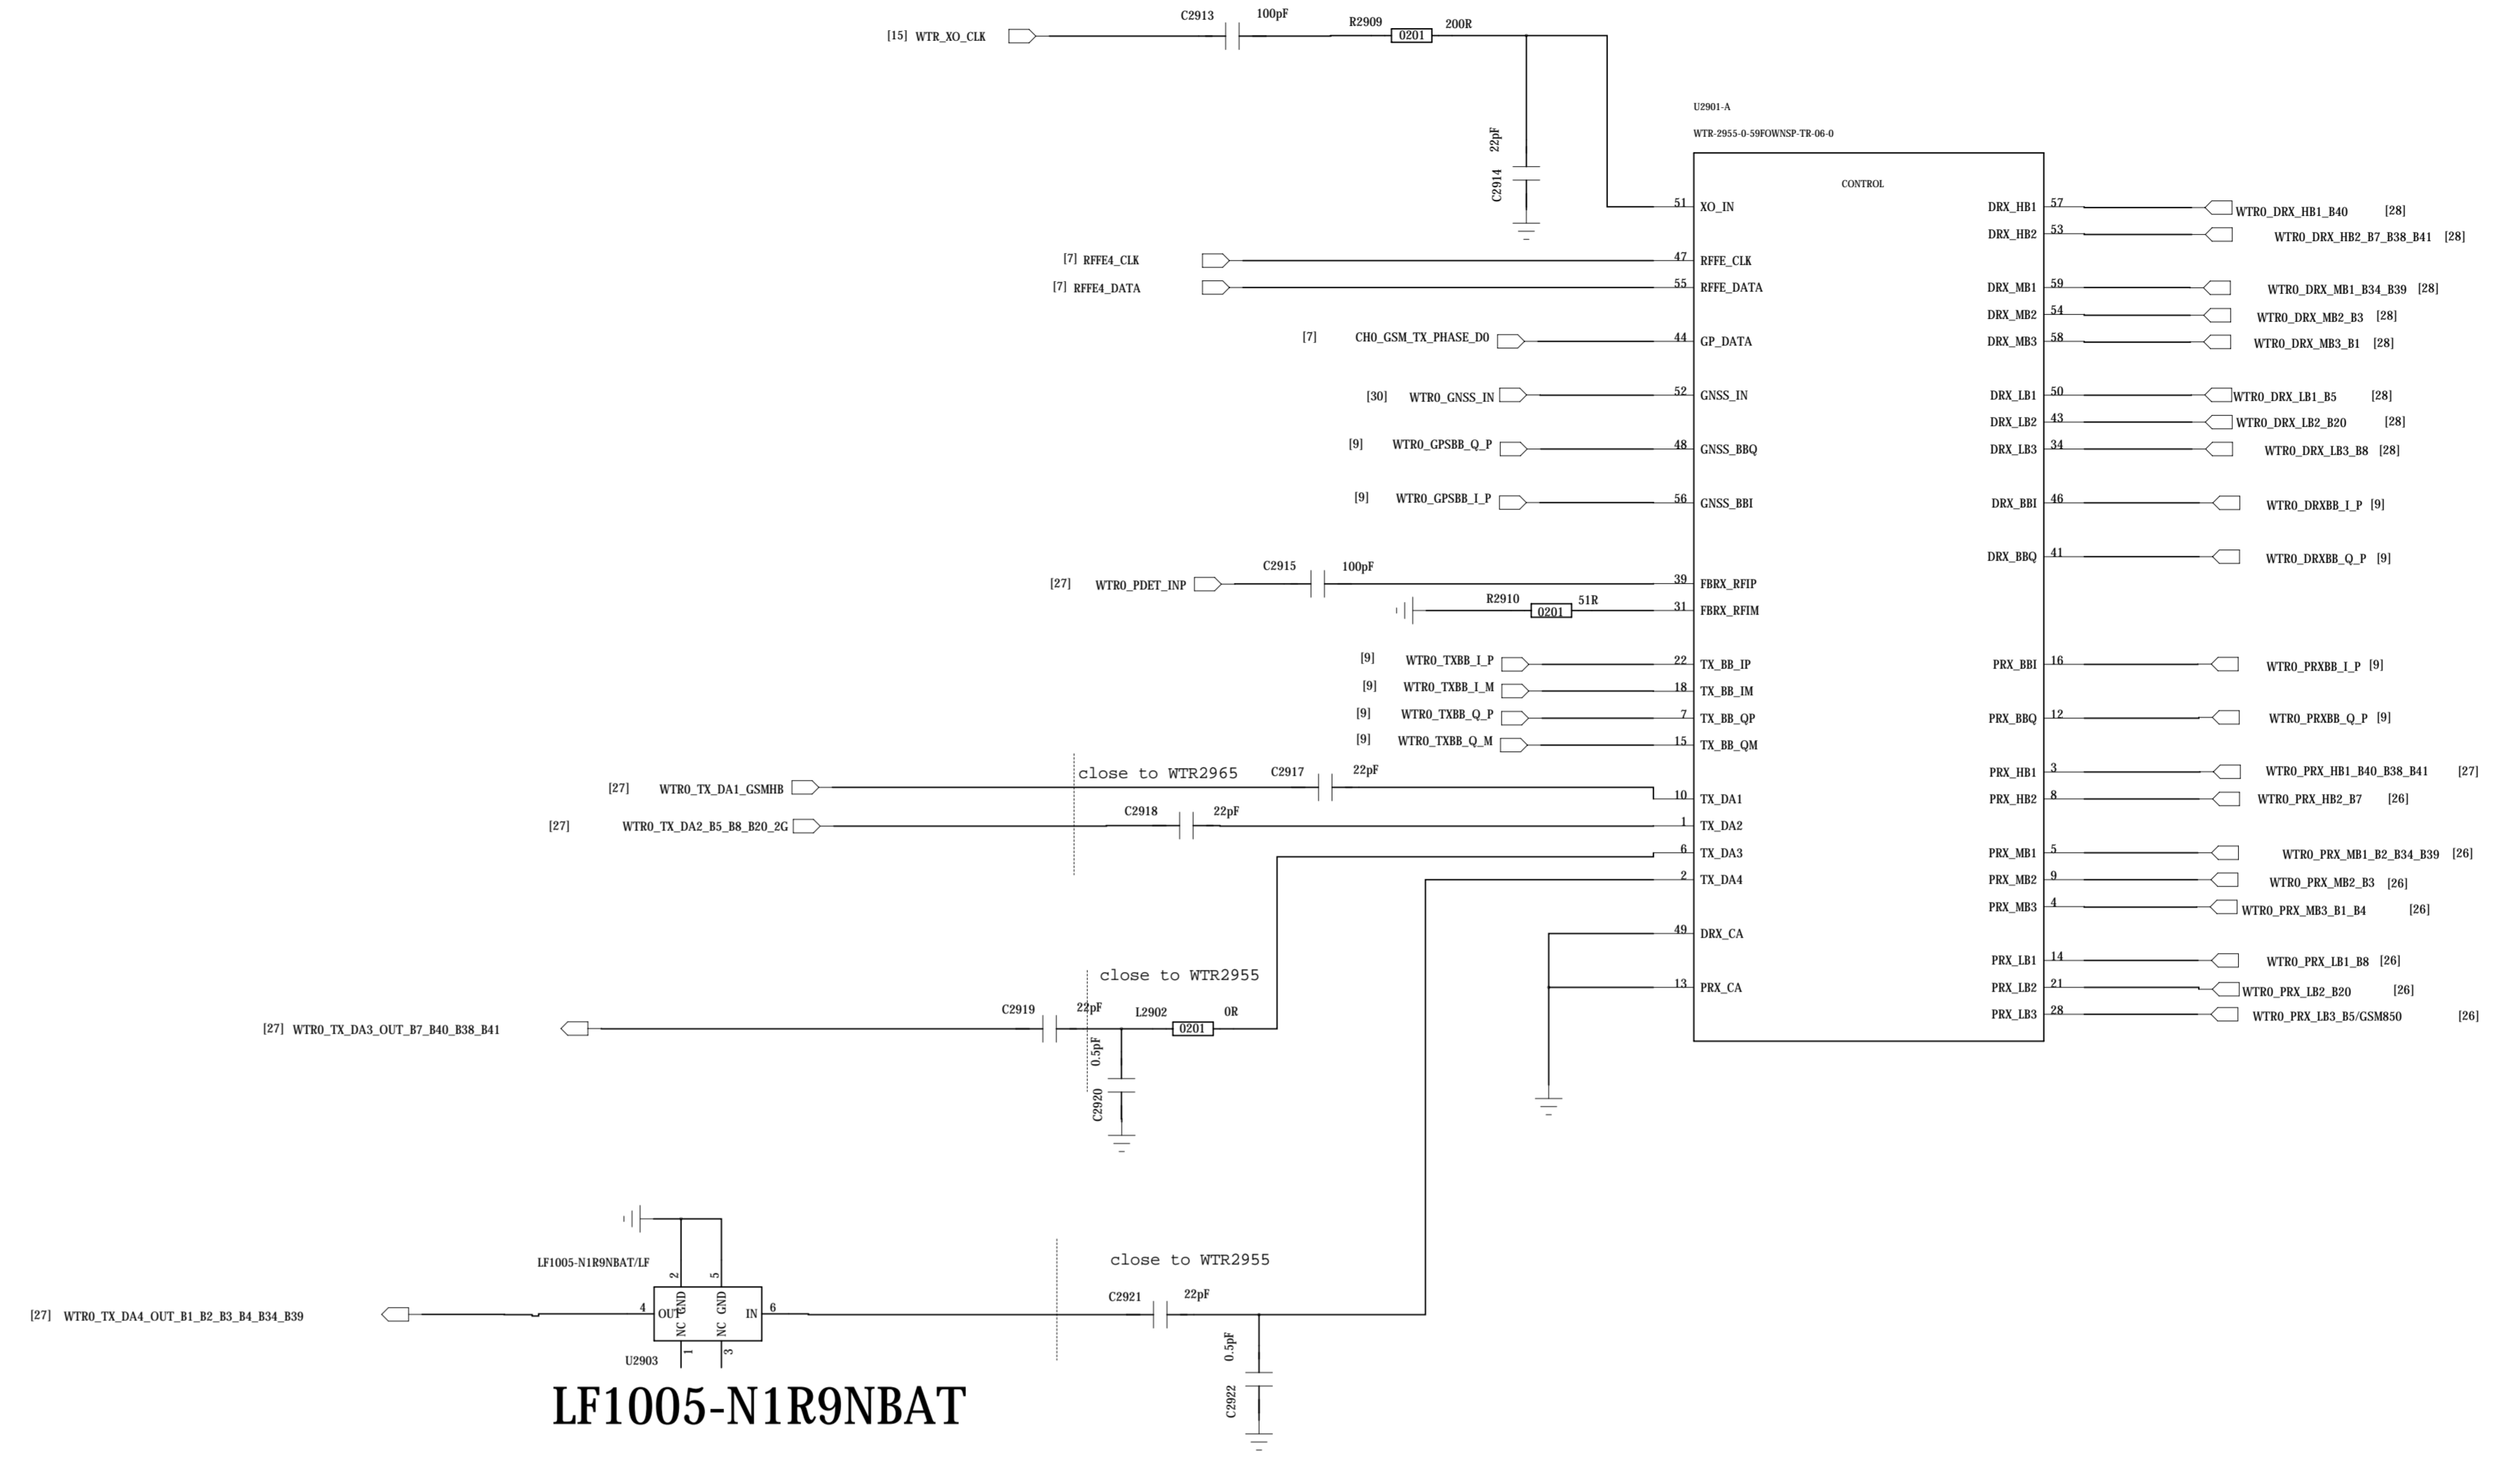 C2913 100pF R2909 200R
[15] WTR_XO_CLK 0201
U2901-A
WTR-2955-0-59FOWNSP-TR-06-0
22pF
C2914
CONTROL
51 XO_IN DRX_HB1 57 WTR0_DRX_HB1_B40 [28]
DRX_HB2 53 WTR0_DRX_HB2_B7_B38_B41 [28]
[7] RFFE4_CLK 47 RFFE_CLK
[7] RFFE4_DATA 55 RFFE_DATA DRX_MB1 59 WTR0_DRX_MB1_B34_B39 [28]
DRX_MB2 54 WTR0_DRX_MB2_B3 [28]
[7] CH0_GSM_TX_PHASE_D0 44 GP_DATA DRX_MB3 58 WTR0_DRX_MB3_B1 [28]
[30] WTR0_GNSS_IN 52 GNSS_IN DRX_LB1 50 WTR0_DRX_LB1_B5 [28]
DRX_LB2 43 WTR0_DRX_LB2_B20 [28]
[9] WTR0_GPSBB_Q_P 48 GNSS_BBQ DRX_LB3 34 WTR0_DRX_LB3_B8 [28]
[9] WTR0_GPSBB_I_P 56 GNSS_BBI DRX_BBI 46 WTR0_DRXBB_I_P [9]
DRX_BBQ 41 WTR0_DRXBB_Q_P [9]
C2915 100pF
[27] WTR0_PDET_INP 39 FBRX_RFIP
R2910 51R
0201 31 FBRX_RFIM
[9] WTR0_TXBB_I_P 22 TX_BB_IP PRX_BBI 16 WTR0_PRXBB_I_P [9]
[9] WTR0_TXBB_I_M 18 TX_BB_IM
[9] WTR0_TXBB_Q_P 7 TX_BB_QP PRX_BBQ 12 WTR0_PRXBB_Q_P [9]
[9] WTR0_TXBB_Q_M 15 TX_BB_QM
close to WTR2965 C2917 22pF PRX_HB1 3 WTR0_PRX_HB1_B40_B38_B41 [27]
[27] WTR0_TX_DA1_GSMHB 10 TX_DA1 PRX_HB2 8 WTR0_PRX_HB2_B7 [26]
C2918 22pF
[27] WTR0_TX_DA2_B5_B8_B20_2G 1 TX_DA2
6 TX_DA3 PRX_MB1 5 WTR0_PRX_MB1_B2_B34_B39 [26]
2 TX_DA4 PRX_MB2 9 WTR0_PRX_MB2_B3 [26]
PRX_MB3 4 WTR0_PRX_MB3_B1_B4 [26]
49 DRX_CA
PRX_LB1 14 WTR0_PRX_LB1_B8 [26]
13 PRX_CA PRX_LB2 21 WTR0_PRX_LB2_B20 [26]
PRX_LB3 28 WTR0_PRX_LB3_B5/GSM850 [26]
close to WTR2955
C2919 22pF L2902 0R
[27] WTR0_TX_DA3_OUT_B7_B40_B38_B41 0201
0.5pF
C2920
LF1005-N1R9NBAT/LF
2 5
close to WTR2955
C2921 22pF
[27] WTR0_TX_DA4_OUT_B1_B2_B3_B4_B34_B39 4 OUT GND GND IN 6
NC NC
U2903 1 3
0.5pF
C2922
LF1005-N1R9NBAT